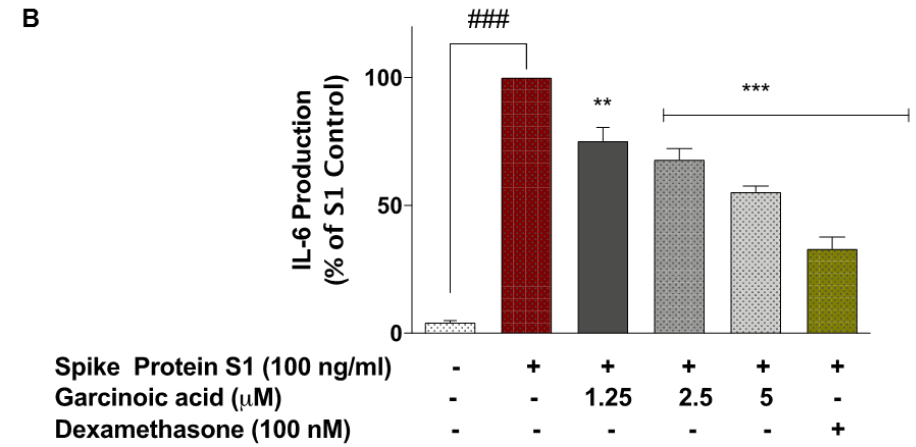 B
###
IL-6 Production
(% of S1 Control)
100
50
0
**
***
Spike Protein S1 (100 ng/ml) - + + + + +
Garcinoic acid (μM) - - 1.25 2.5 5 -
Dexamethasone (100 nM) - - - - - +